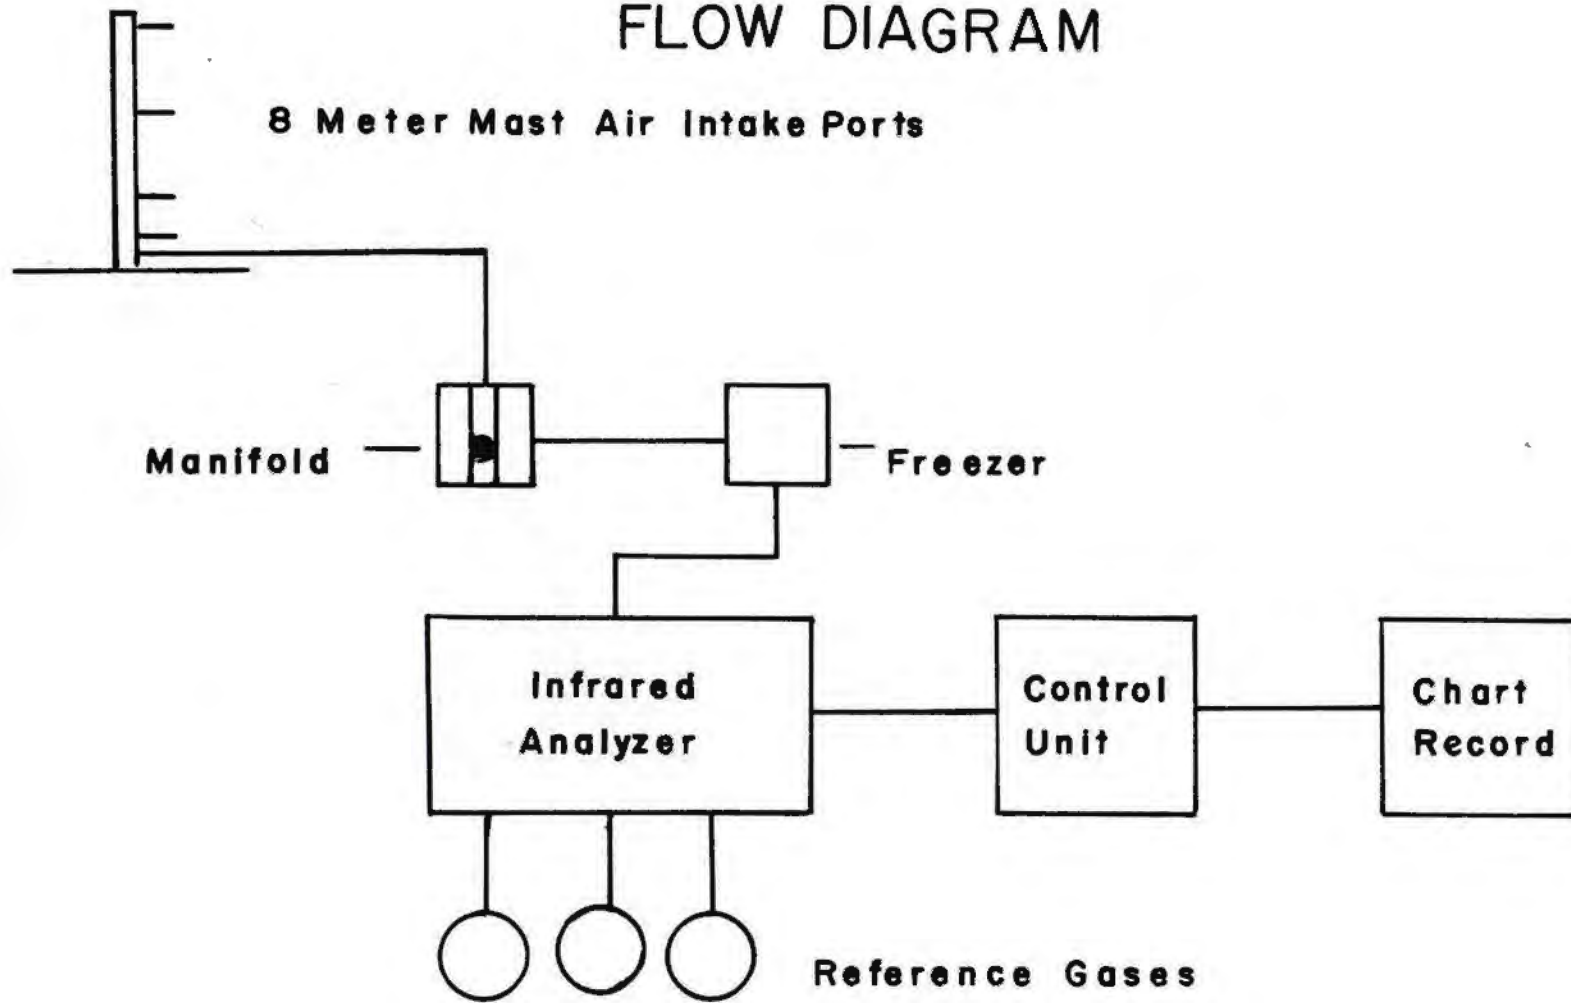 FLOW DIAGRAM
8 Meter Mast Air Intake Ports
Manifold
Freezer
Infrared
Analyzer
Control
Unit
Chart
Record
Reference Gases